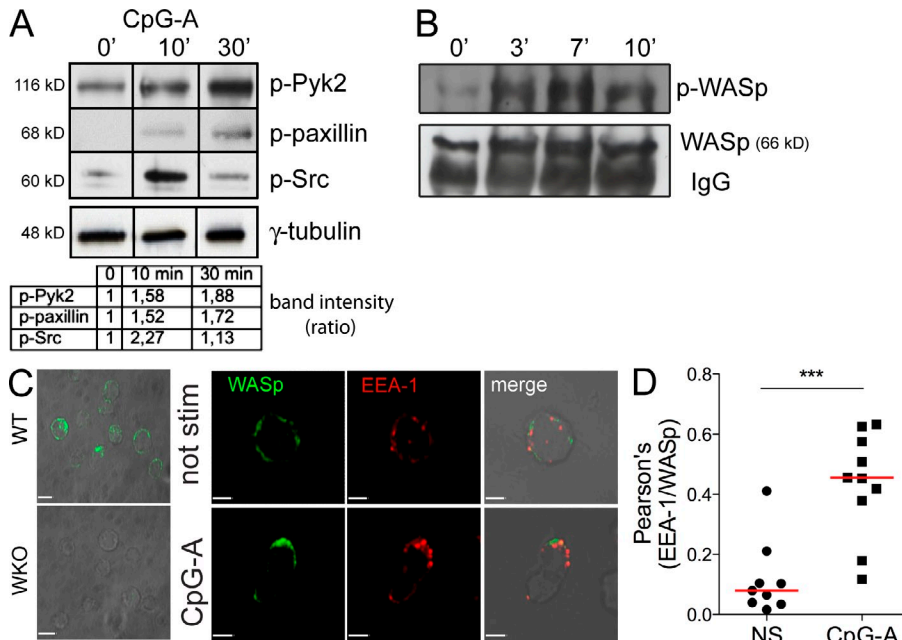 A
CpG-A
0’ 10’ 30’
116 kD p-Pyk2
68 kD p-paxillin
60 kD p-Src
48 kD γ-tubulin
0 10 min 30 min
p-Pyk2 1 1,58 1,88
p-paxillin 1 1,52 1,72
p-Src 1 2,27 1,13
band intensity
(ratio)
B
0’ 3’ 7’ 10’
p-WASp
WASp (66 kD)
IgG
C
WT
WKO
WASp EEA-1 merge
not stim
CpG-A
D
***
Pearson's
(EEA-1/WASp)
0.8
0.6
0.4
0.2
0.0
NS CpG-A